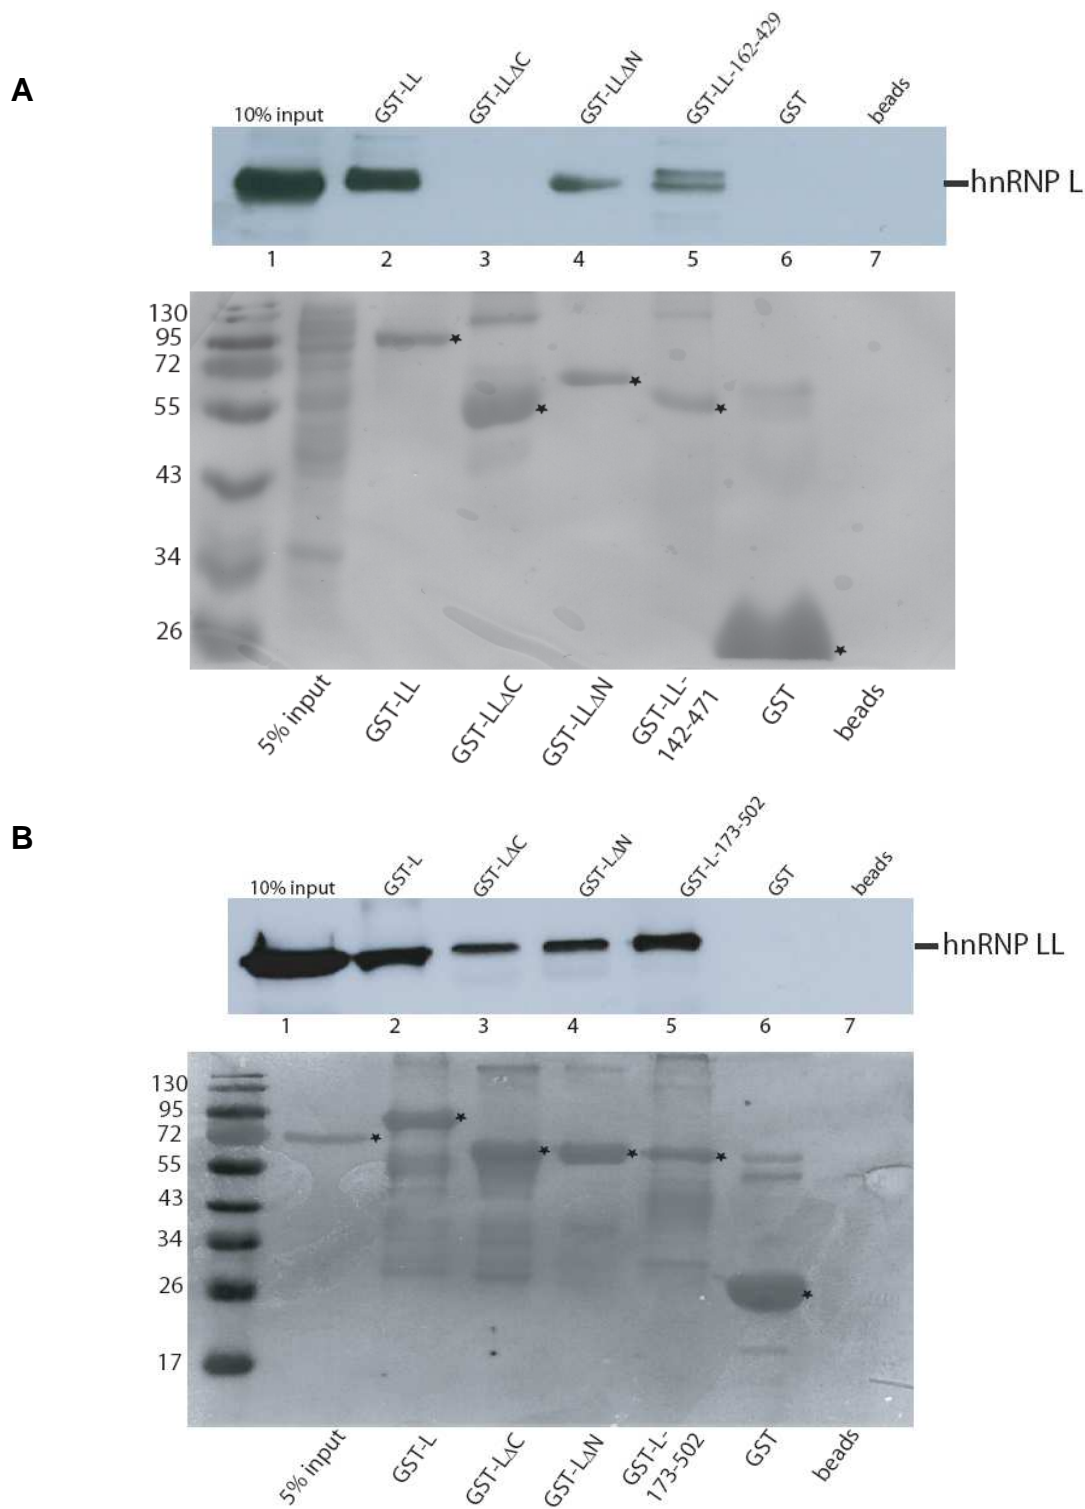 A
10% input GST-LL GST-LLΔC GST-LLΔN GST-LL-162-429 GST beads
hnRNP L
1 2 3 4 5 6 7
130
95
72
55
43
34
26
5% input GST-LL GST-LLΔC GST-LLΔN GST-LL-
142-471 GST beads
B
10% input GST-L GST-LΔC GST-LΔN GST-L-173-502 GST beads
hnRNP LL
1 2 3 4 5 6 7
130
95
72
55
43
34
26
17
5% input GST-L GST-LΔC GST-LΔN GST-L-
173-502 GST beads